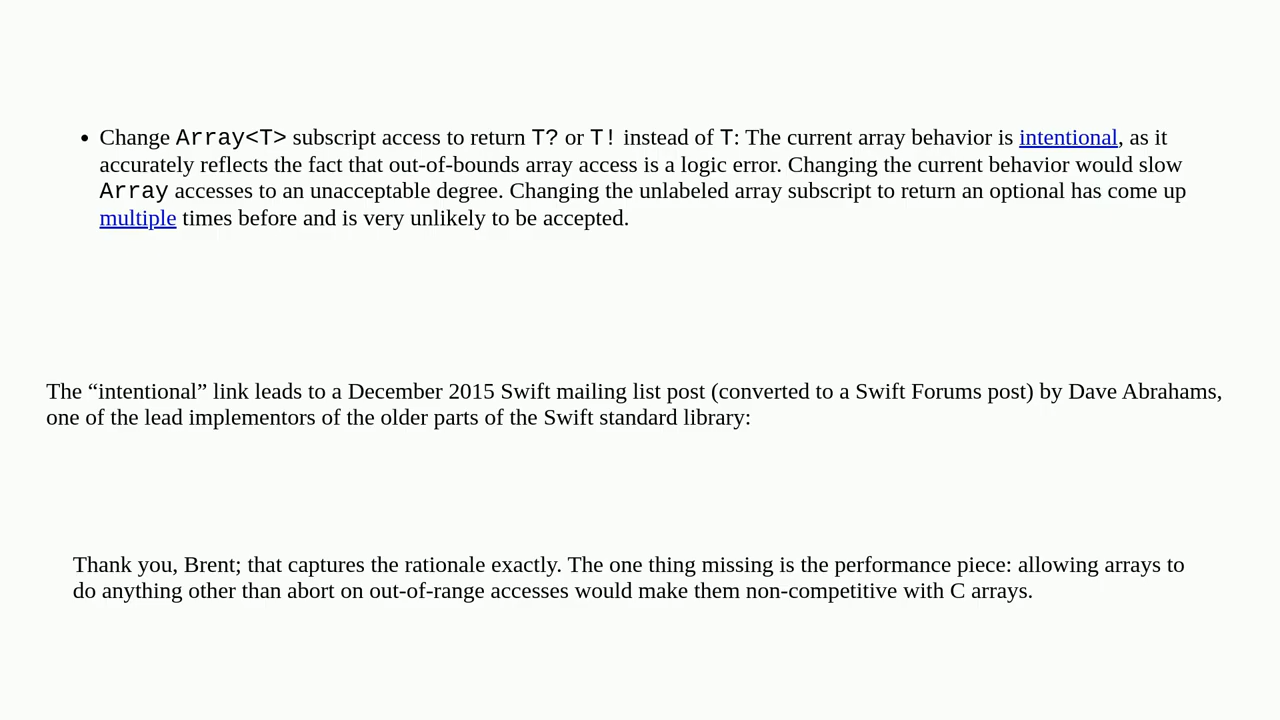 • Change Array<T> subscript access to return T? or T! instead of T: The current array behavior is intentional, as it
accurately reflects the fact that out-of-bounds array access is a logic error. Changing the current behavior would slow
Array accesses to an unacceptable degree. Changing the unlabeled array subscript to return an optional has come up
multiple times before and is very unlikely to be accepted.
The “intentional” link leads to a December 2015 Swift mailing list post (converted to a Swift Forums post) by Dave Abrahams,
one of the lead implementors of the older parts of the Swift standard library:
Thank you, Brent; that captures the rationale exactly. The one thing missing is the performance piece: allowing arrays to
do anything other than abort on out-of-range accesses would make them non-competitive with C arrays.